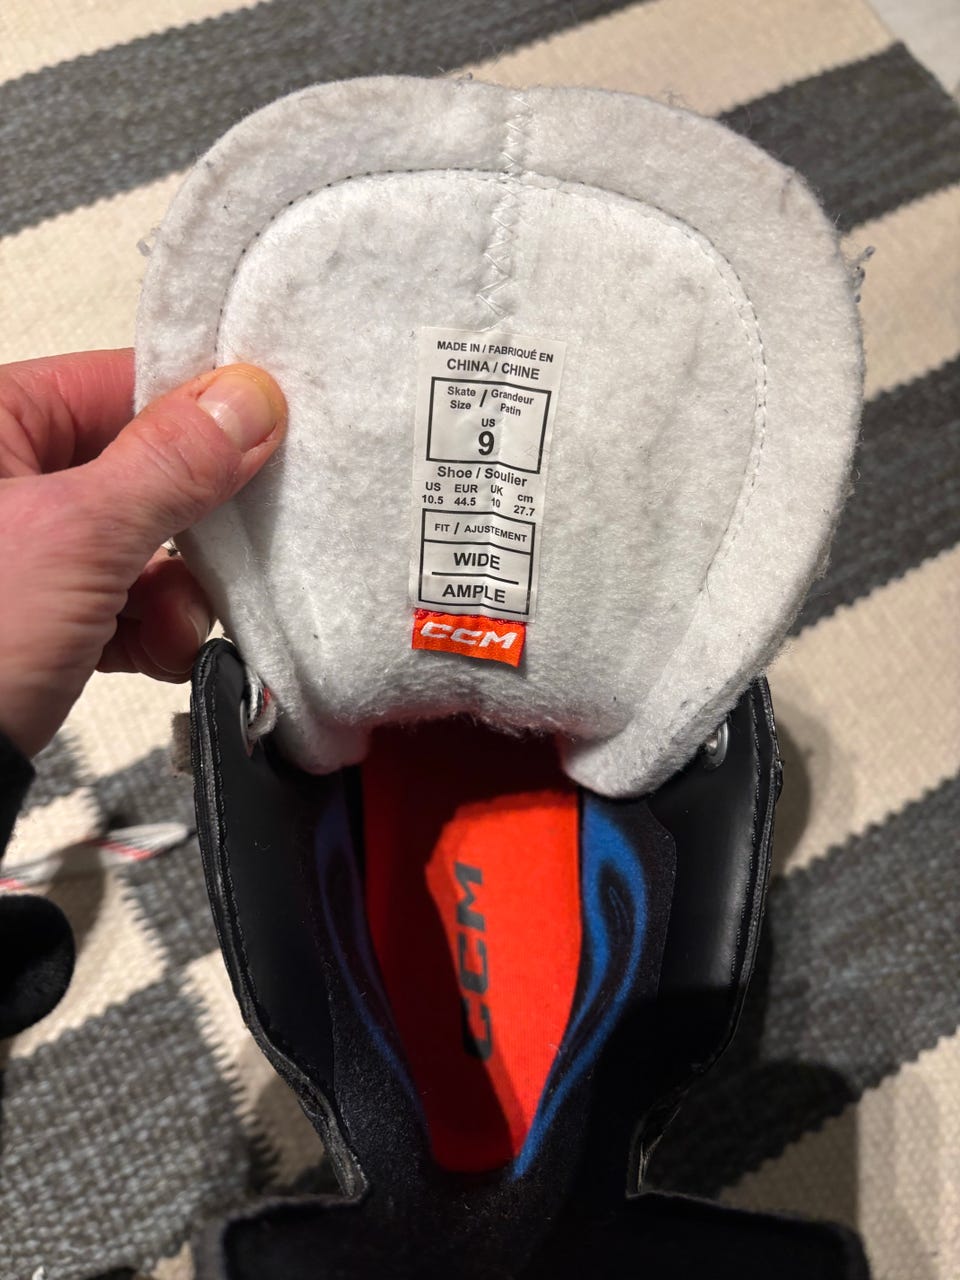 MADE IN / FABRIQUÉ EN
CHINA / CHINE
Skate Size / Grandeur Patin
US
9
Shoe / Soulier
US EUR UK cm
10.5 44.5 10 27.7
FIT / AJUSTEMENT
WIDE
AMPLE
CCM
CCM